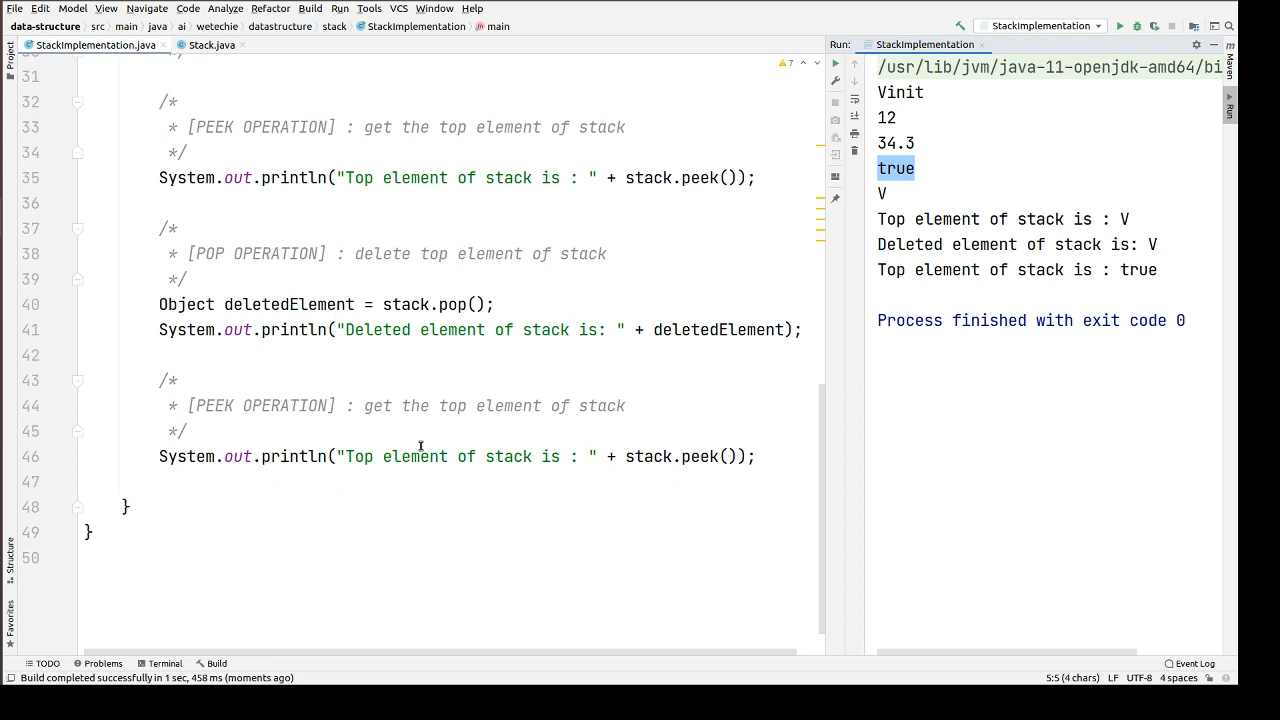 File Edit Model View Navigate Code Analyze Refactor Build Run Tools VCS Window Help
data-structure src main java ai wetechie datastructure stack StackImplementation main
StackImplementation
StackImplementation.java Stack.java
Run: StackImplementation
Project
Structure
Favorites
Maven
Run
7
31
32 /*
33 * [PEEK OPERATION] : get the top element of stack
34 */
35 System.out.println("Top element of stack is : " + stack.peek());
36
37 /*
38 * [POP OPERATION] : delete top element of stack
39 */
40 Object deletedElement = stack.pop();
41 System.out.println("Deleted element of stack is: " + deletedElement);
42
43 /*
44 * [PEEK OPERATION] : get the top element of stack
45 */
46 System.out.println("Top element of stack is : " + stack.peek());
47
48 }
49 }
50
/usr/lib/jvm/java-11-openjdk-amd64/bi
Vinit
12
34.3
true
V
Top element of stack is : V
Deleted element of stack is: V
Top element of stack is : true
Process finished with exit code 0
TODO Problems Terminal Build Event Log
Build completed successfully in 1 sec, 458 ms (moments ago) 5:5 (4 chars) LF UTF-8 4 spaces